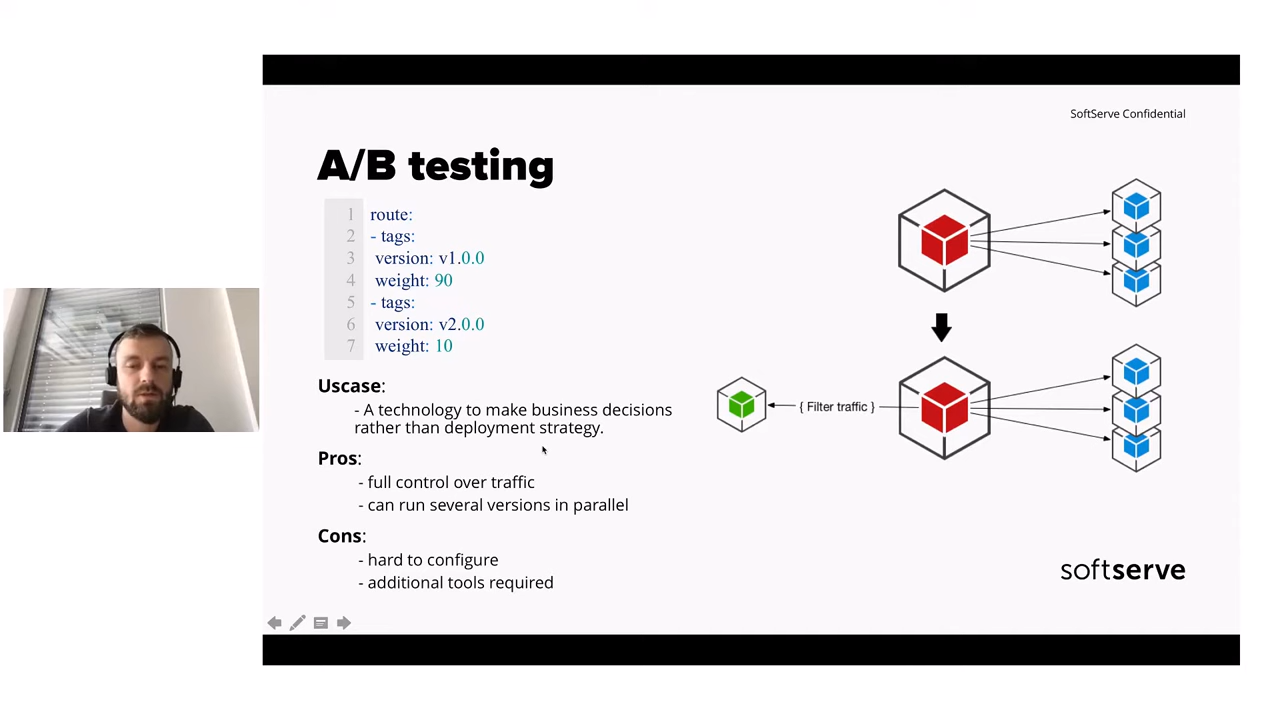 SoftServe Confidential
A/B testing
1 route:
2 - tags:
3 version: v1.0.0
4 weight: 90
5 - tags:
6 version: v2.0.0
7 weight: 10
Uscase:
- A technology to make business decisions
rather than deployment strategy.
Pros:
- full control over traffic
- can run several versions in parallel
Cons:
- hard to configure
- additional tools required
{ Filter traffic }
softserve